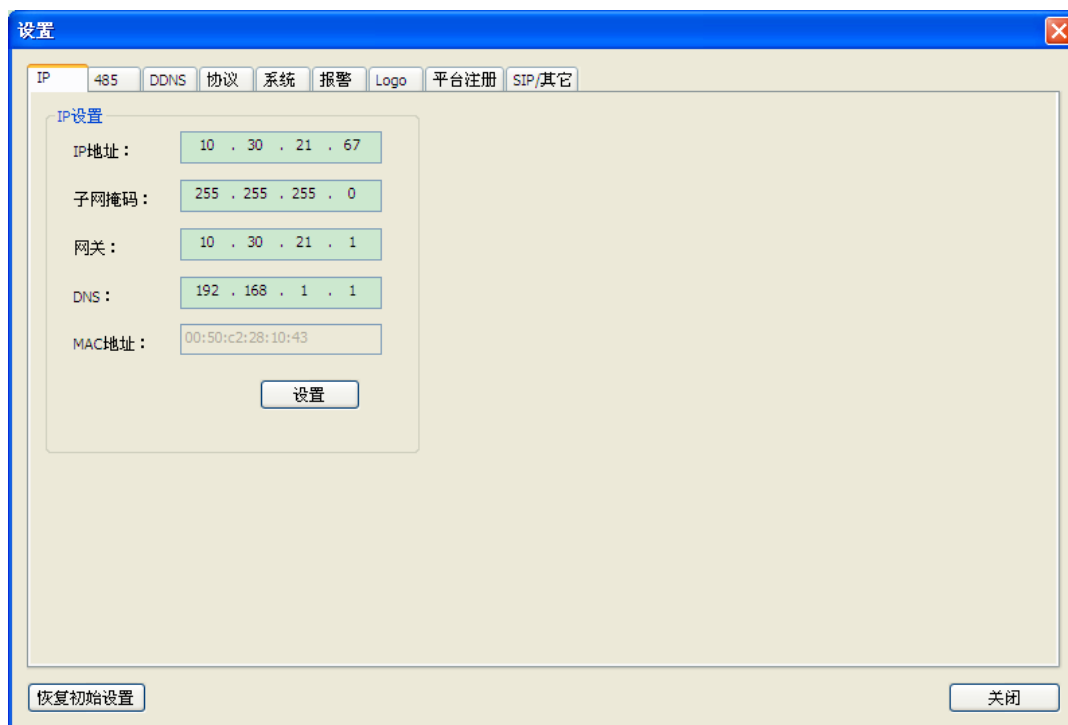 设置
IP 485 DDNS 协议 系统 报警 Logo 平台注册 SIP/其它
IP设置
IP地址： 10 . 30 . 21 . 67
子网掩码： 255 . 255 . 255 . 0
网关： 10 . 30 . 21 . 1
DNS： 192 . 168 . 1 . 1
MAC地址： 00:50:c2:28:10:43
设置
恢复初始设置 关闭